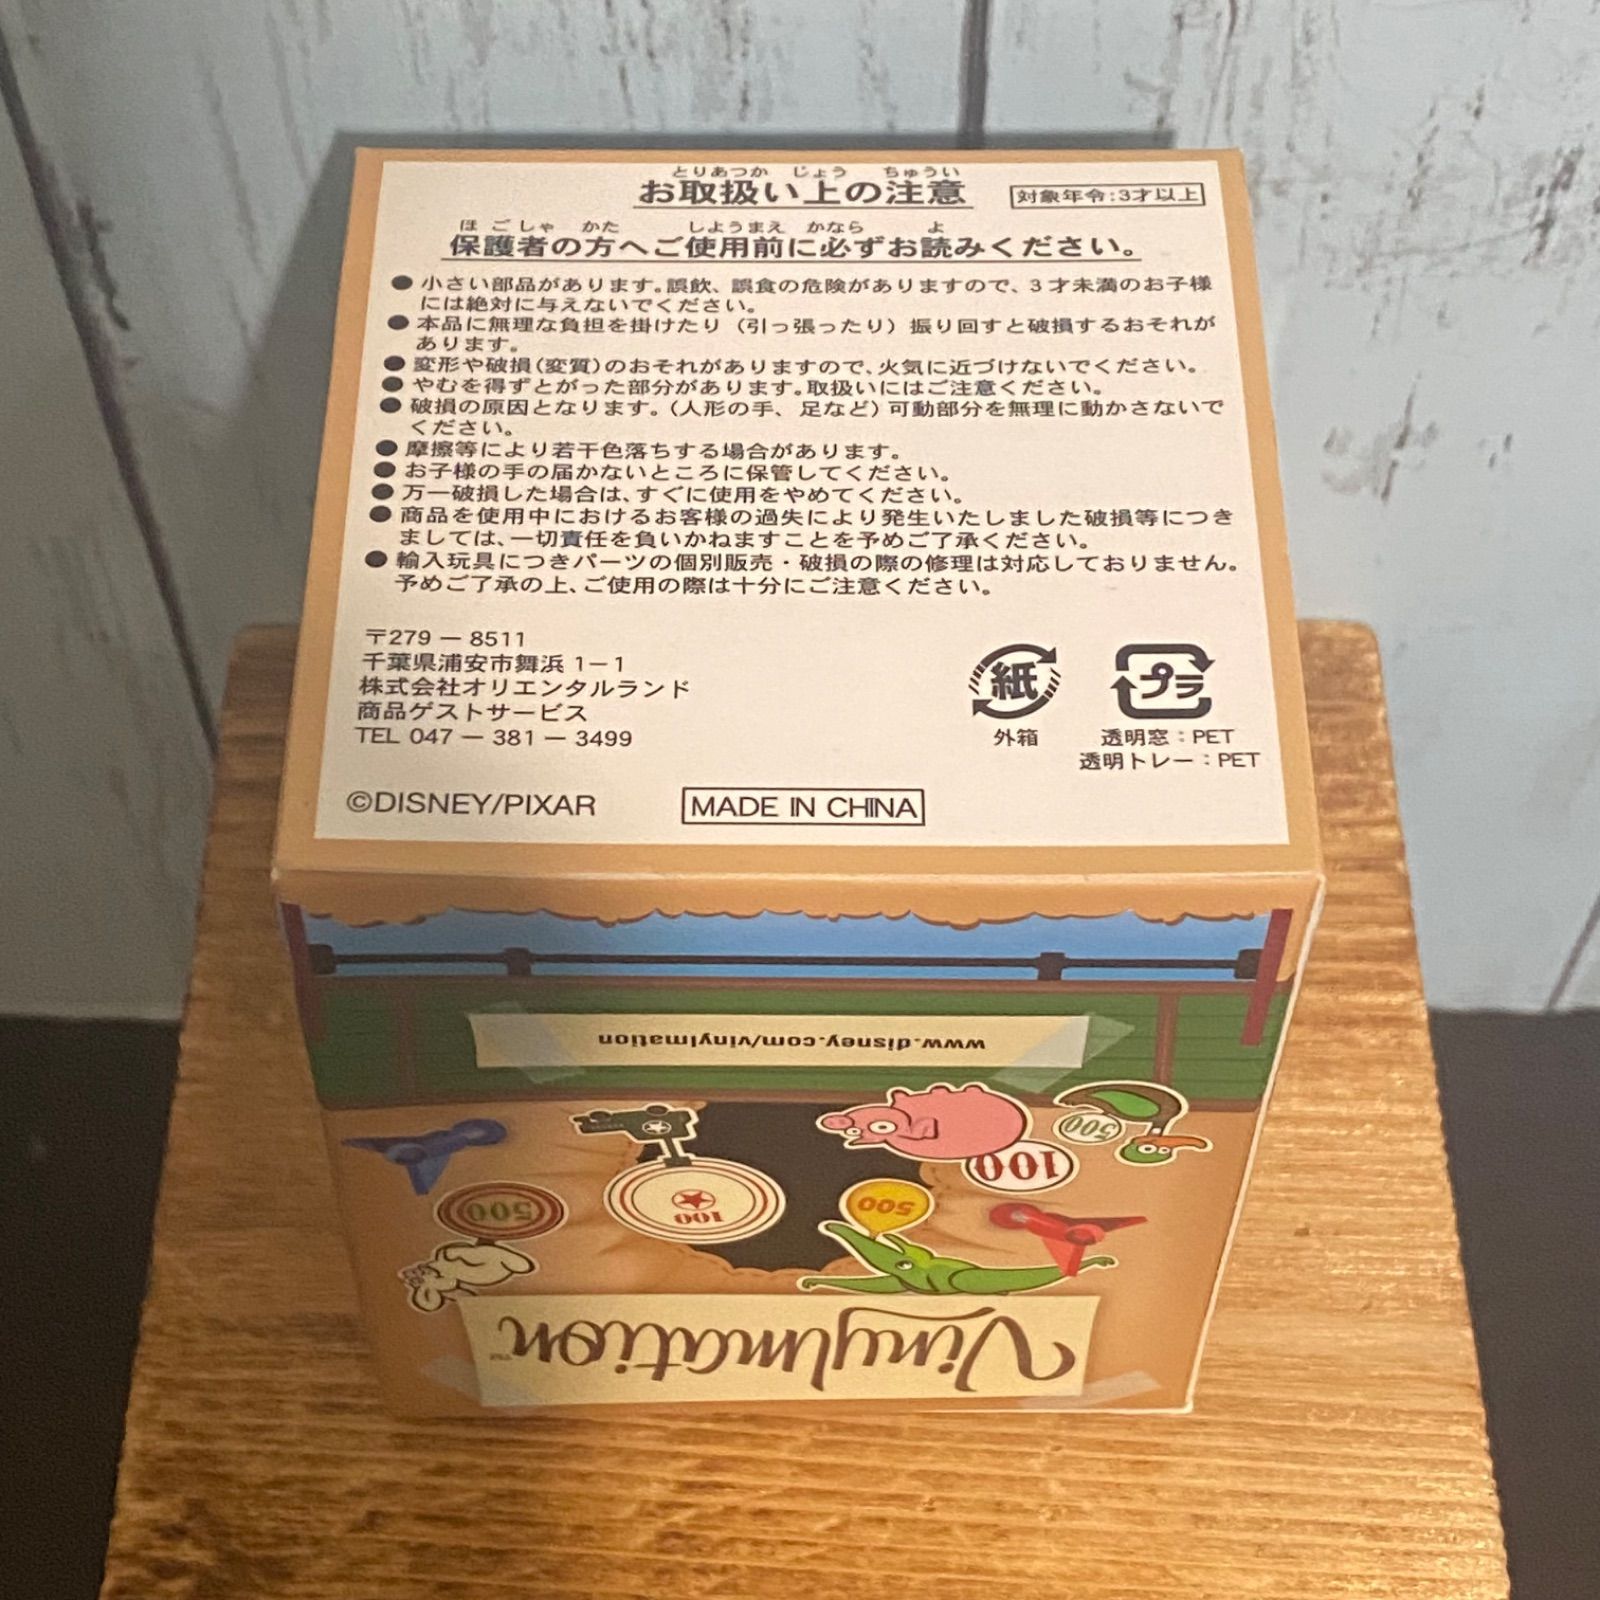 とりあつか じょう ちゅうい
お取扱い上の注意
対象年令:3才以上
ほごしゃ かた しようまえ かなら よ
保護者の方へご使用前に必ずお読みください。
●小さい部品があります。誤飲、誤食の危険がありますので、3才未満のお子様
には絶対に与えないでください。
●本品に無理な負担を掛けたり(引っ張ったり)振り回すと破損するおそれが
あります。
●変形や破損(変質)のおそれがありますので、火気に近づけないでください。
●やむを得ずとがった部分があります。取扱いにはご注意ください。
●破損の原因となります。(人形の手、足など)可動部分を無理に動かさないで
ください。
●摩擦等により若干色落ちする場合があります。
●お子様の手の届かないところに保管してください。
●万一破損した場合は、すぐに使用をやめてください。
●商品を使用中におけるお客様の過失により発生いたしました破損等につき
ましては、一切責任を負いかねますことを予めご了承ください。
●輸入玩具につきパーツの個別販売・破損の際の修理は対応しておりません。
予めご了承の上、ご使用の際は十分にご注意ください。
〒279-8511
千葉県浦安市舞浜1-1
株式会社オリエンタルランド
商品ゲストサービス
TEL 047-381-3499
紙
外箱
プラ
透明窓:PET
透明トレー:PET
©DISNEY/PIXAR
MADE IN CHINA
www.disney.com/vinylmation
500
100
500
100
500
Vinylmation™